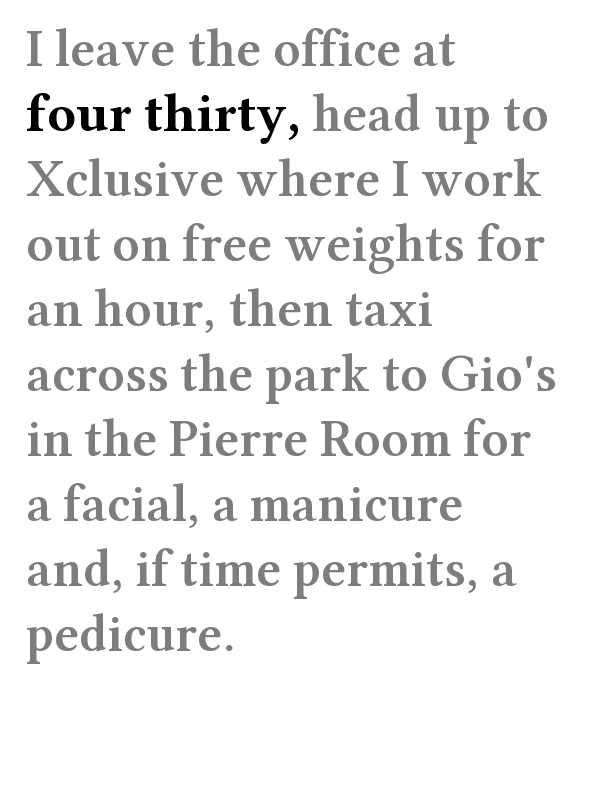 I leave the office at
four thirty, head up to
Xclusive where I work
out on free weights for
an hour, then taxi
across the park to Gio's
in the Pierre Room for
a facial, a manicure
and, if time permits, a
pedicure.